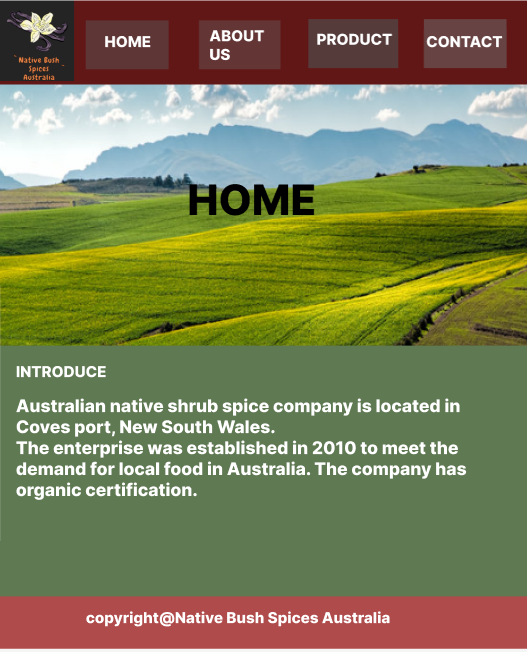 Native Bush
Spices
Australia
HOME
ABOUT
US
PRODUCT
CONTACT
HOME
INTRODUCE
Australian native shrub spice company is located in
Coves port, New South Wales.
The enterprise was established in 2010 to meet the
demand for local food in Australia. The company has
organic certification.
copyright@Native Bush Spices Australia